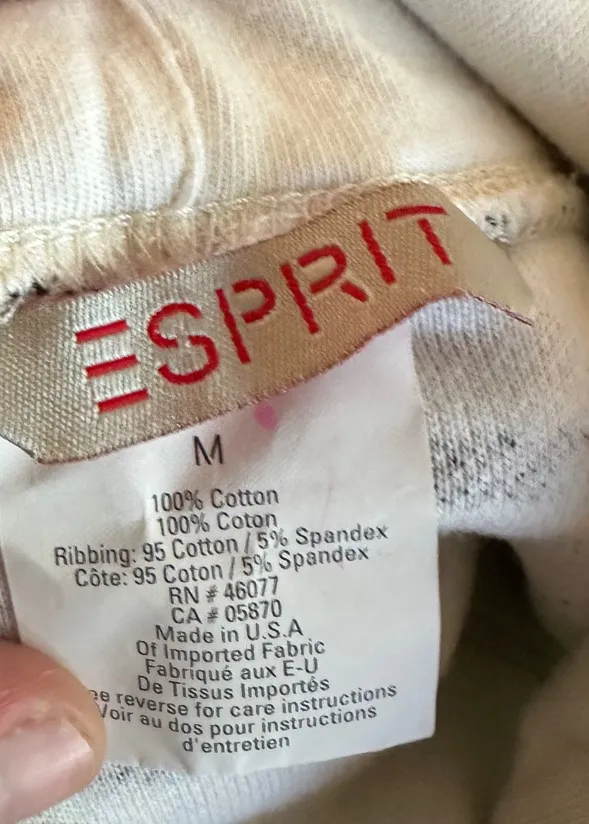 ESPRIT
M
100% Cotton
100% Coton
Ribbing: 95 Cotton / 5% Spandex
Côte: 95 Coton / 5% Spandex
RN # 46077
CA # 05870
Made in U.S.A
Of Imported Fabric
Fabriqué aux E-U
De Tissus Importés
reverse for care instructions
Voir au dos pour instructions
d'entretien